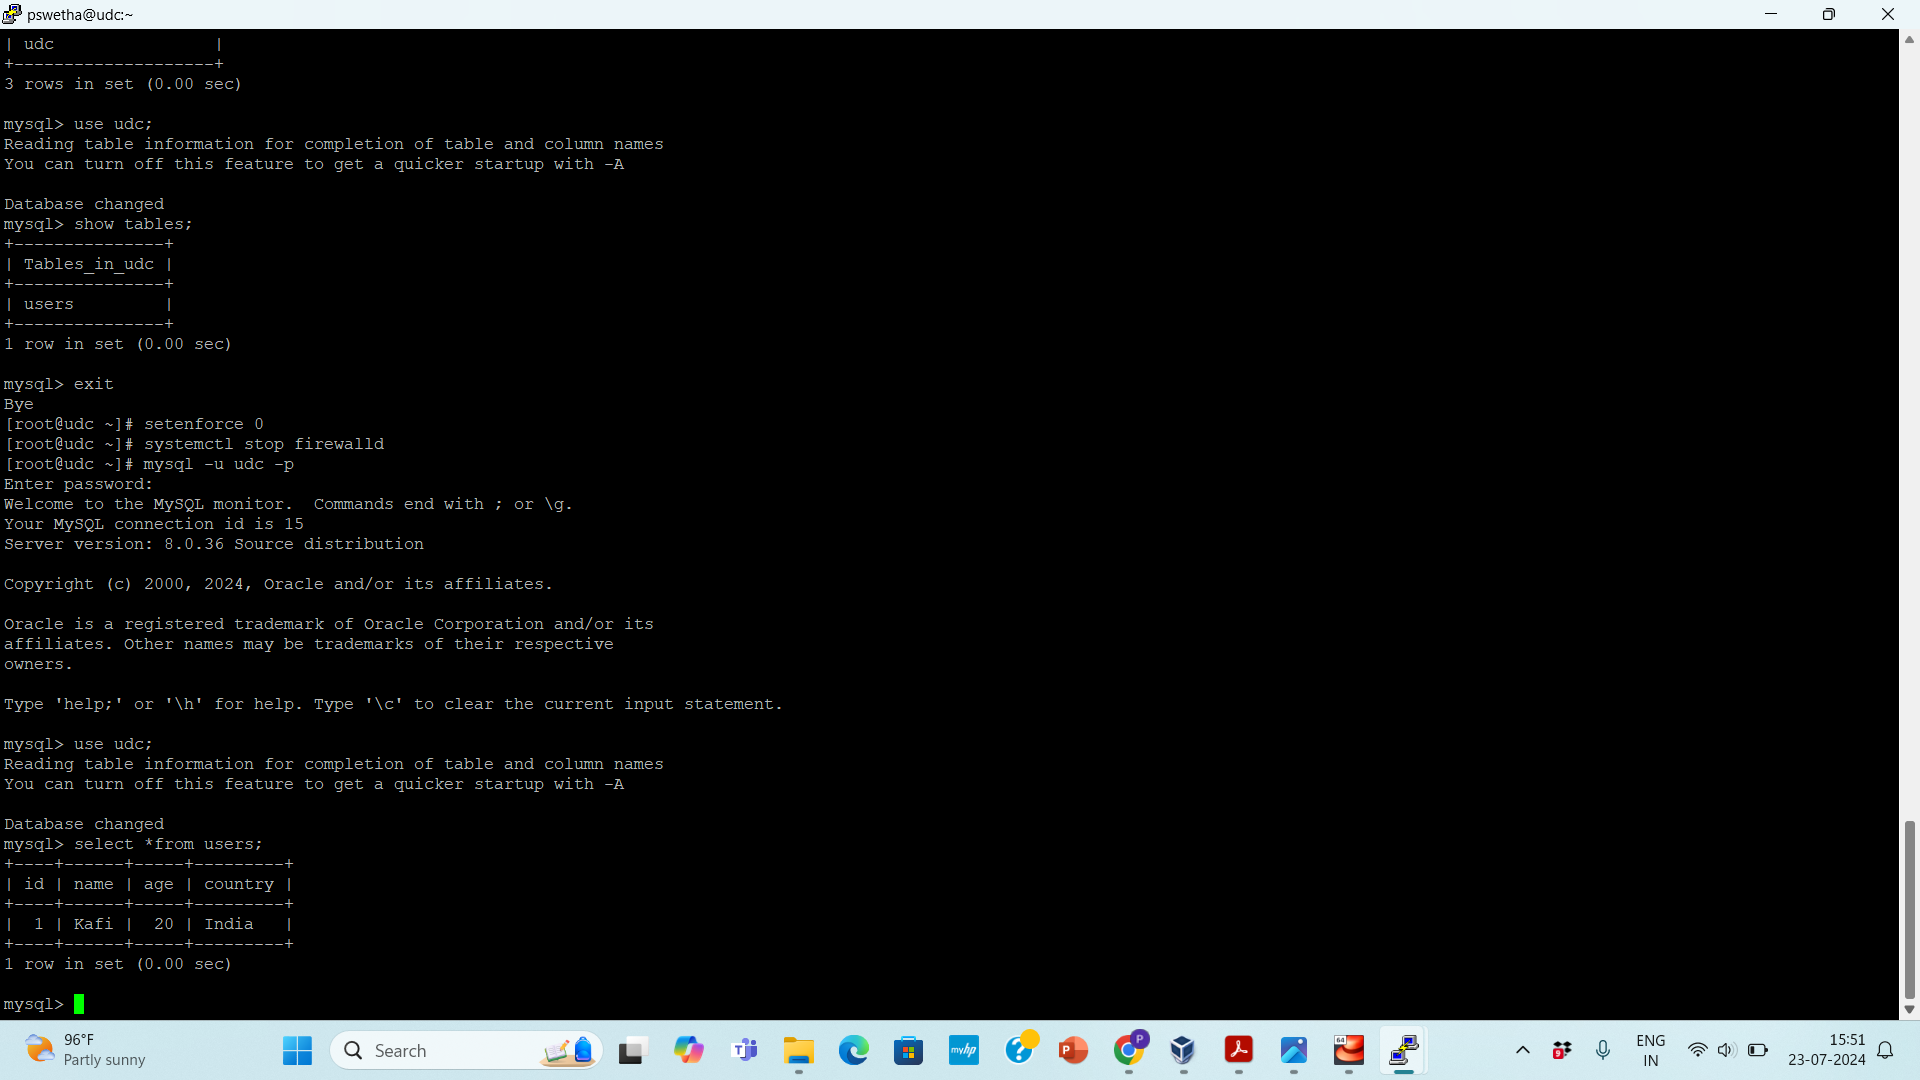 pswetha@udc:~
| udc                |
+--------------------+
3 rows in set (0.00 sec)
mysql> use udc;
Reading table information for completion of table and column names
You can turn off this feature to get a quicker startup with -A
Database changed
mysql> show tables;
+---------------+
| Tables_in_udc |
+---------------+
| users         |
+---------------+
1 row in set (0.00 sec)
mysql> exit
Bye
[root@udc ~]# setenforce 0
[root@udc ~]# systemctl stop firewalld
[root@udc ~]# mysql -u udc -p
Enter password:
Welcome to the MySQL monitor.  Commands end with ; or \g.
Your MySQL connection id is 15
Server version: 8.0.36 Source distribution
Copyright (c) 2000, 2024, Oracle and/or its affiliates.
Oracle is a registered trademark of Oracle Corporation and/or its
affiliates. Other names may be trademarks of their respective
owners.
Type 'help;' or '\h' for help. Type '\c' to clear the current input statement.
mysql> use udc;
Reading table information for completion of table and column names
You can turn off this feature to get a quicker startup with -A
Database changed
mysql> select *from users;
+----+------+-----+---------+
| id | name | age | country |
+----+------+-----+---------+
|  1 | Kafi |  20 | India   |
+----+------+-----+---------+
1 row in set (0.00 sec)
mysql>
96°F
Partly sunny
Search
myhp
P
64
9
ENG
IN
15:51
23-07-2024